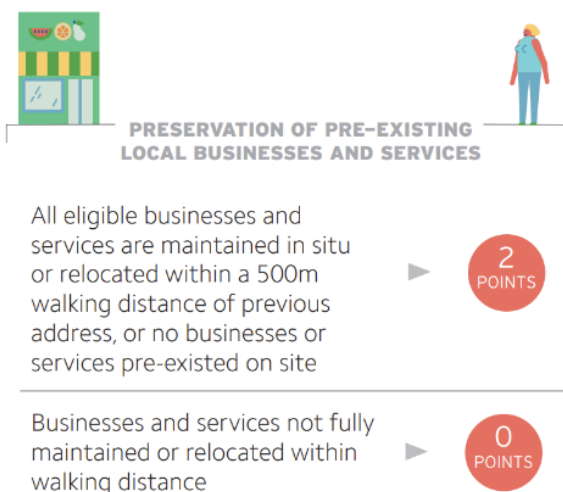 PRESERVATION OF PRE-EXISTING
LOCAL BUSINESSES AND SERVICES
All eligible businesses and
services are maintained in situ
or relocated within a 500m
walking distance of previous
address, or no businesses or
services pre-existed on site
2
POINTS
Businesses and services not fully
maintained or relocated within
walking distance
0
POINTS